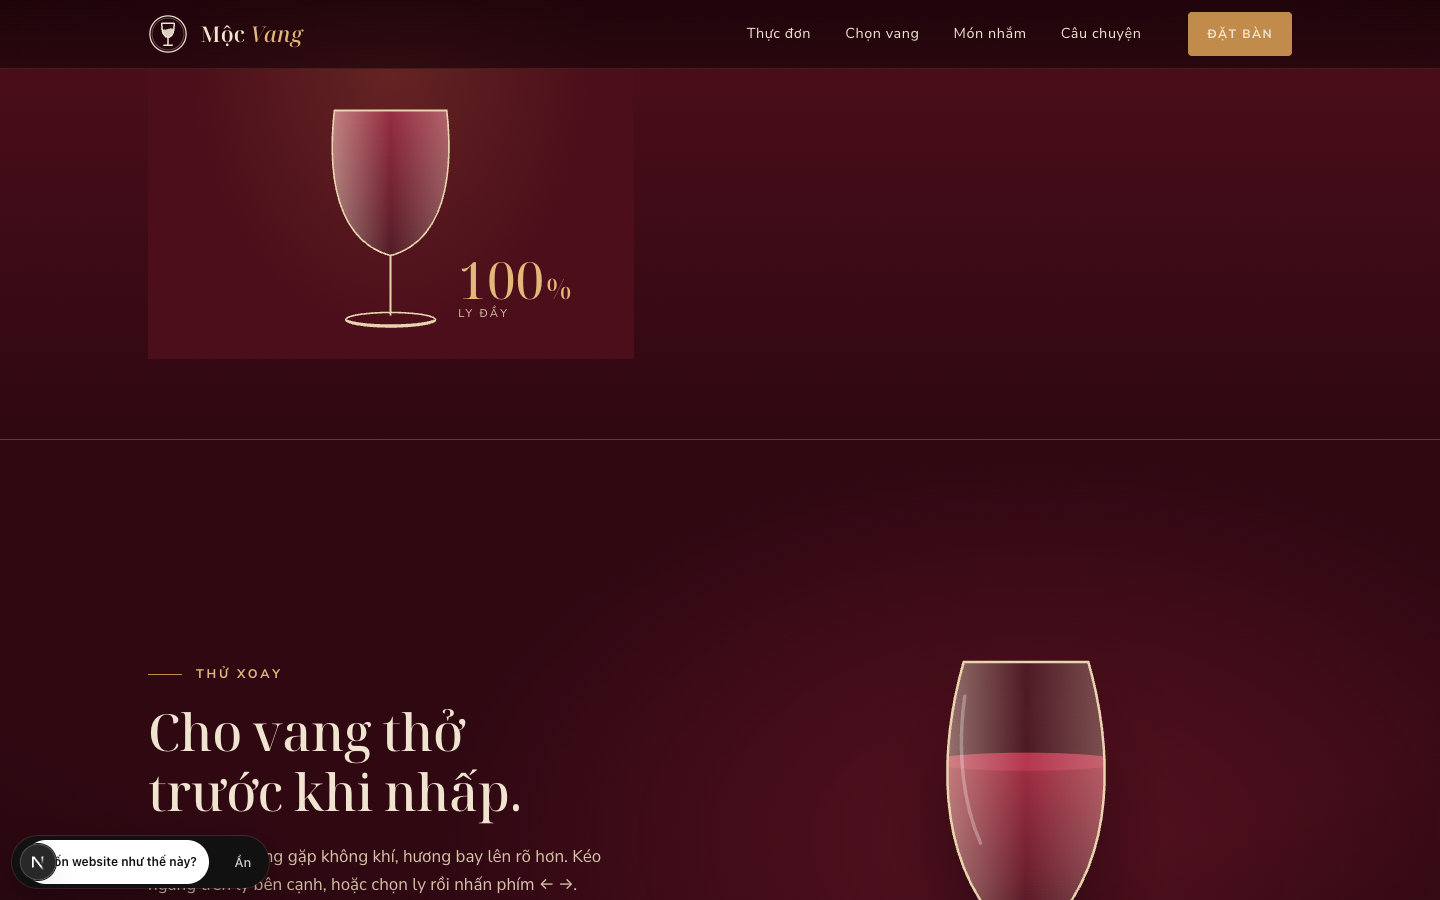 Mộc Vang
Thực đơn
Chọn vang
Món nhắm
Câu chuyện
ĐẶT BÀN
100%
LY ĐẦY
THỬ XOAY
Cho vang thở
trước khi nhấp.
gặp không khí, hương bay lên rõ hơn. Kéo
bên cạnh, hoặc chọn ly rồi nhấn phím ← →.
website như thế này?
Ẩn